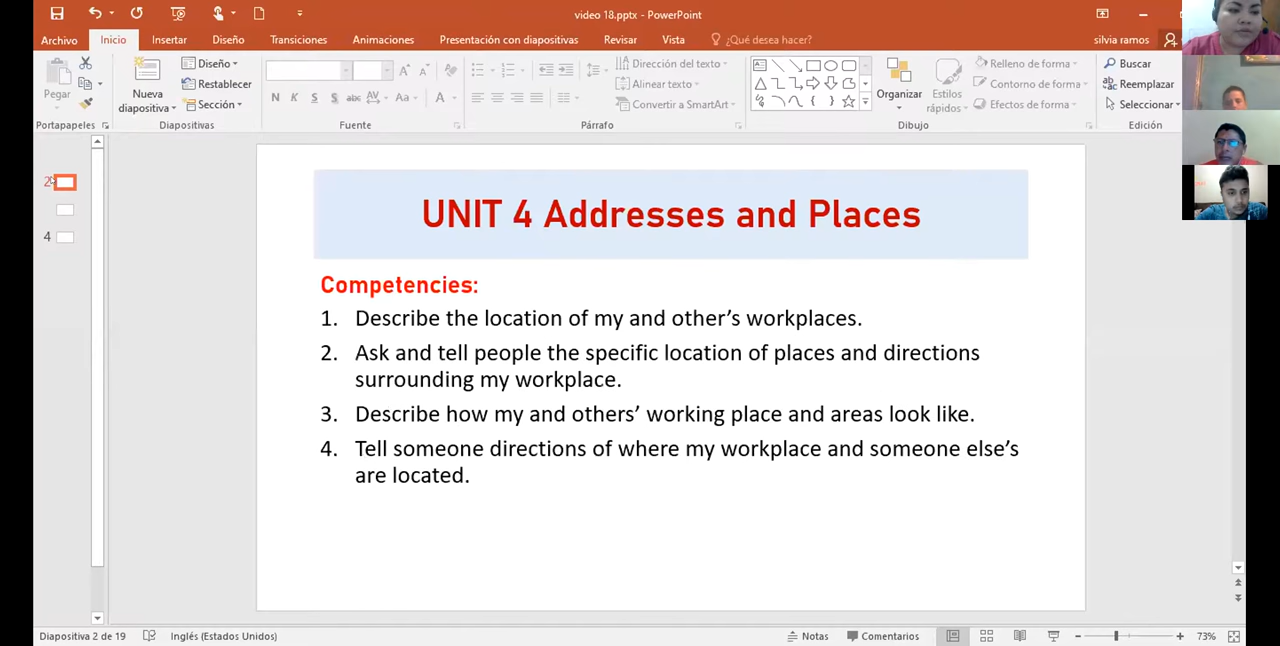 video 18.pptx - PowerPoint
Archivo Inicio Insertar Diseño Transiciones Animaciones Presentación con diapositivas Revisar Vista ¿Qué desea hacer? silvia ramos
Pegar
Nueva diapositiva
Diseño
Restablecer
Sección
N K S S abc AV Aa A
Dirección del texto
Alinear texto
Convertir a SmartArt
Organizar
Estilos rápidos
Relleno de forma
Contorno de forma
Efectos de forma
Buscar
Reemplazar
Seleccionar
Portapapeles Diapositivas Fuente Párrafo Dibujo Edición
2
4
UNIT 4 Addresses and Places
Competencies:
1. Describe the location of my and other’s workplaces.
2. Ask and tell people the specific location of places and directions
surrounding my workplace.
3. Describe how my and others’ working place and areas look like.
4. Tell someone directions of where my workplace and someone else’s
are located.
Diapositiva 2 de 19 Inglés (Estados Unidos) Notas Comentarios 73%